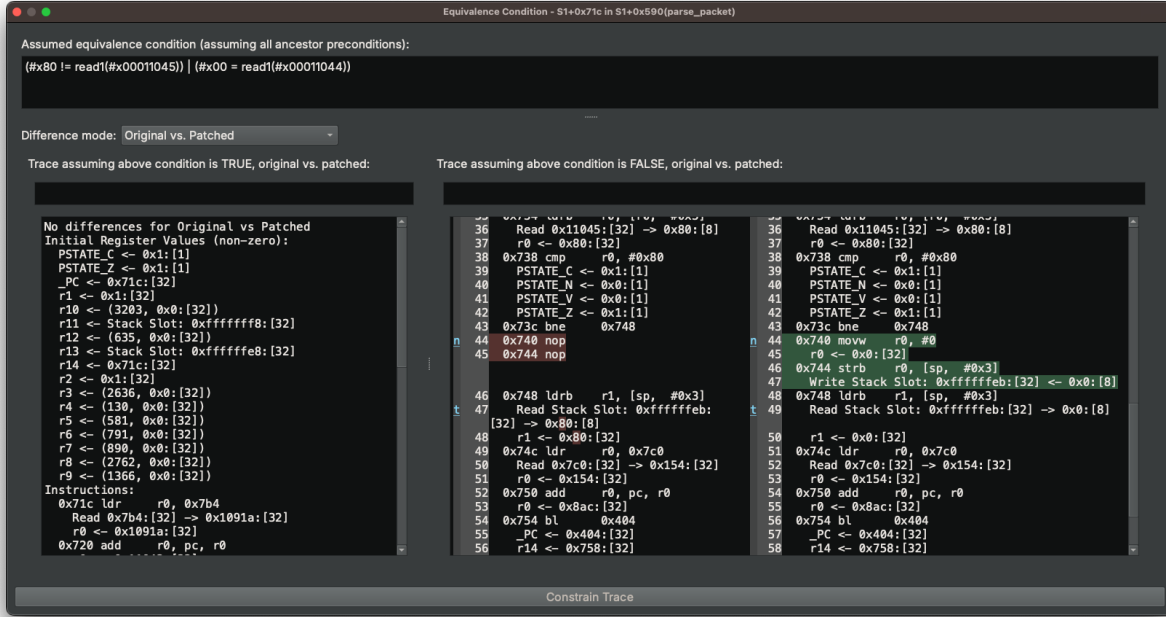 Equivalence Condition - S1+0x71c in S1+0x590(parse_packet)
Assumed equivalence condition (assuming all ancestor preconditions):
(#x80 != read1(#x00011045)) | (#x00 = read1(#x00011044))
Difference mode: Original vs. Patched
Trace assuming above condition is TRUE, original vs. patched:
No differences for Original vs Patched
Initial Register Values (non-zero):
PSTATE_C <- 0x1:[1]
PSTATE_Z <- 0x1:[1]
_PC <- 0x71c:[32]
r1 <- 0x1:[32]
r10 <- (3203, 0x0:[32])
r11 <- Stack Slot: 0xfffffff8:[32]
r12 <- (635, 0x0:[32])
r13 <- Stack Slot: 0xffffffe8:[32]
r14 <- 0x71c:[32]
r2 <- 0x1:[32]
r3 <- (2636, 0x0:[32])
r4 <- (130, 0x0:[32])
r5 <- (581, 0x0:[32])
r6 <- (791, 0x0:[32])
r7 <- (890, 0x0:[32])
r8 <- (2762, 0x0:[32])
r9 <- (1366, 0x0:[32])
Instructions:
0x71c ldr r0, 0x7b4
Read 0x7b4:[32] -> 0x1091a:[32]
r0 <- 0x1091a:[32]
0x720 add r0, pc, r0
Trace assuming above condition is FALSE, original vs. patched:
36 Read 0x11045:[32] -> 0x80:[8]
37 r0 <- 0x80:[32]
38 0x738 cmp r0, #0x80
39 PSTATE_C <- 0x1:[1]
40 PSTATE_N <- 0x0:[1]
41 PSTATE_V <- 0x0:[1]
42 PSTATE_Z <- 0x1:[1]
43 0x73c bne 0x748
n 44 0x740 nop
45 0x744 nop
46 0x748 ldrb r1, [sp, #0x3]
t 47 Read Stack Slot: 0xffffffeb:
[32] -> 0x80:[8]
48 r1 <- 0x80:[32]
49 0x74c ldr r0, 0x7c0
50 Read 0x7c0:[32] -> 0x154:[32]
51 r0 <- 0x154:[32]
52 0x750 add r0, pc, r0
53 r0 <- 0x8ac:[32]
54 0x754 bl 0x404
55 _PC <- 0x404:[32]
56 r14 <- 0x758:[32]
36 Read 0x11045:[32] -> 0x80:[8]
37 r0 <- 0x80:[32]
38 0x738 cmp r0, #0x80
39 PSTATE_C <- 0x1:[1]
40 PSTATE_N <- 0x0:[1]
41 PSTATE_V <- 0x0:[1]
42 PSTATE_Z <- 0x1:[1]
43 0x73c bne 0x748
n 44 0x740 movw r0, #0
45 r0 <- 0x0:[32]
46 0x744 strb r0, [sp, #0x3]
47 Write Stack Slot: 0xffffffeb:[32] <- 0x0:[8]
48 0x748 ldrb r1, [sp, #0x3]
t 49 Read Stack Slot: 0xffffffeb:[32] -> 0x0:[8]
50 r1 <- 0x0:[32]
51 0x74c ldr r0, 0x7c0
52 Read 0x7c0:[32] -> 0x154:[32]
53 r0 <- 0x154:[32]
54 0x750 add r0, pc, r0
55 r0 <- 0x8ac:[32]
56 0x754 bl 0x404
57 _PC <- 0x404:[32]
58 r14 <- 0x758:[32]
Constrain Trace